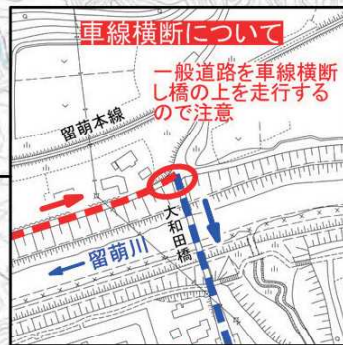 車線横断について
一般道路を車線横断
し橋の上を走行する
ので注意
留萌本線
大和田橋
留萌川